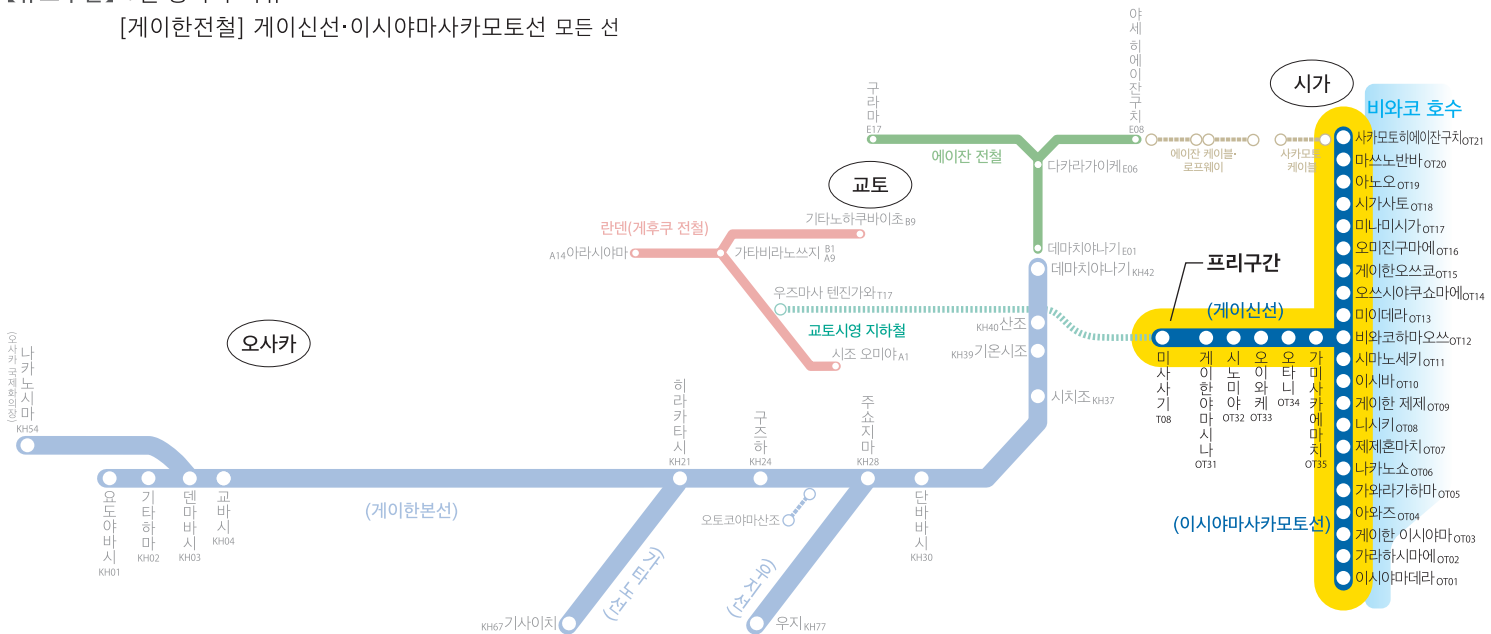 [게이한전철] 게이신선·이시야마사카모토선 모든 선
시가
비와코 호수
야세 히에이잔구치
E08
구라마
E17
에이잔 전철
에이잔 케이블·
로프웨이
사카모토
케이블
다카라가이케 E06
교토
란덴(게후쿠 전철)
기타노하쿠바이초 B9
A14 아라시야마
가타비라노쓰지 B1
A9
데마치야나기 E01
데마치야나기 KH42
우즈마사 텐진가와 T17
교토시영 지하철
시조 오미야 A1
KH40 산조
KH39 기온시조
시치조 KH37
프리구간
(게이신선)
미사사기
T08
게이한야마시나
OT31
시노미야
OT32
오이와케
OT33
오타니
OT34
가미사카에마치
OT35
사카모토히에이잔구치 OT21
마쓰노반바 OT20
아노오 OT19
시가사토 OT18
미나미시가 OT17
오미진구마에 OT16
게이한오쓰쿄 OT15
오쓰시야쿠쇼마에 OT14
미이데라 OT13
비와코하마오쓰 OT12
시마노세키 OT11
이시바 OT10
게이한 제제 OT09
니시키 OT08
제제혼마치 OT07
나카노쇼 OT06
가와라가하마 OT05
아와즈 OT04
게이한 이시야마 OT03
가라하시마에 OT02
이시야마데라 OT01
(이시야마사카모토선)
오사카
나카노시마
(오사카 국제회의장)
KH54
요도야바시
KH01
기타하마
KH02
덴마바시
KH03
교바시
KH04
(게이한본선)
히라카타시
KH21
구즈하
KH24
주쇼지마
KH28
단바바시
KH30
오토코야마산조
(가타노선)
(우지선)
KH67 기사이치
우지 KH77